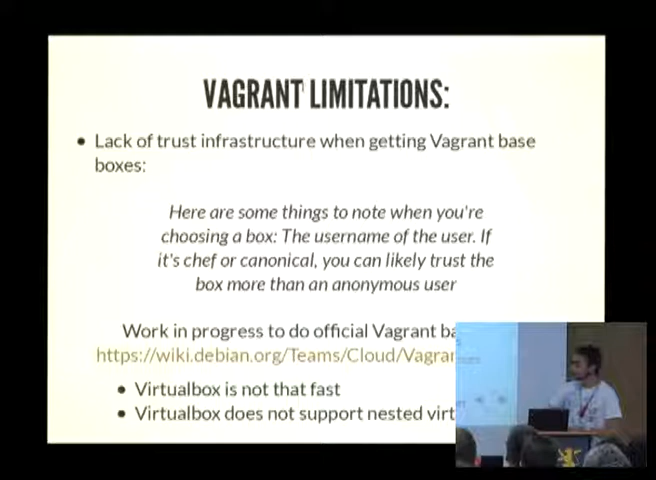 VAGRANT LIMITATIONS:
Lack of trust infrastructure when getting Vagrant base
boxes:
Here are some things to note when you're
choosing a box: The username of the user. If
it's chef or canonical, you can likely trust the
box more than an anonymous user
Work in progress to do official Vagrant
https://wiki.debian.org/Teams/Cloud/Vagra
Virtualbox is not that fast
Virtualbox does not support nested